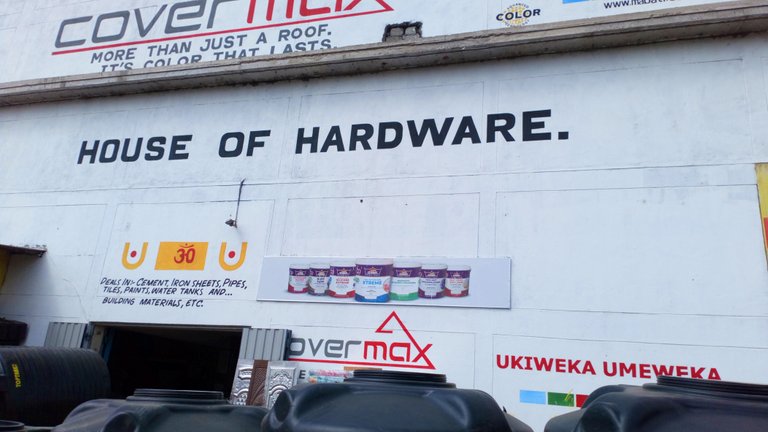 covermax
MORE THAN JUST A ROOF.
IT'S COLOR THAT LASTS.
COLOR
HOUSE OF HARDWARE.
ॐ
DEALS IN:- CEMENT, IRON SHEETS, PIPES,
TILES, PAINTS, WATER TANKS AND...
BUILDING MATERIALS, ETC.
XTREME
overmax
UKIWEKA UMEWEKA